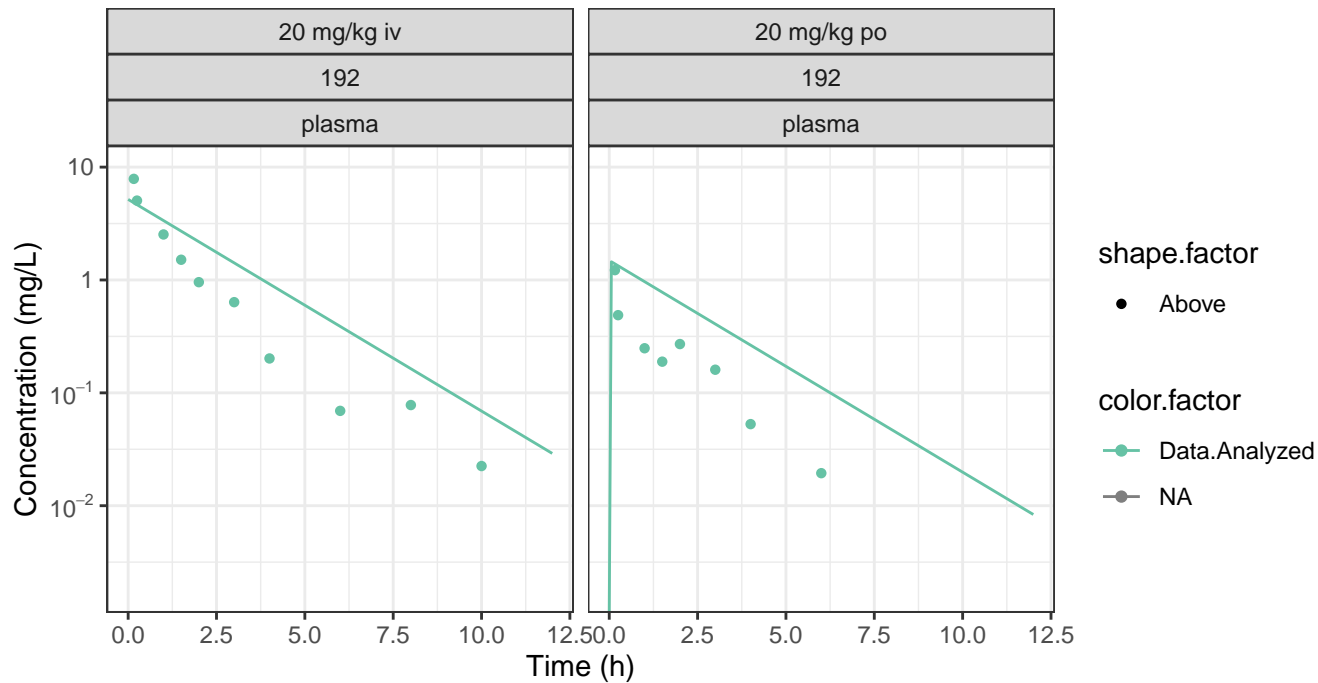 20 mg/kg iv
20 mg/kg po
192
192
plasma
plasma
Concentration (mg/L)
10
1
10⁻¹
10⁻²
0.0 2.5 5.0 7.5 10.0 12.5
0.0 2.5 5.0 7.5 10.0 12.5
Time (h)
shape.factor
Above
color.factor
Data.Analyzed
NA